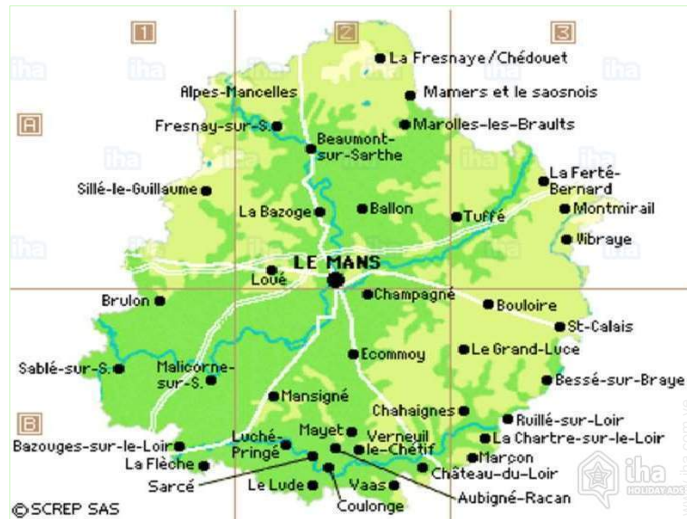 1
2
3
iha
La Fresnaye/Chédouet
Alpes-Mancelles
Mamers et le saosnois
A
Fresnay-sur-S.
Marolles-les-Braults
Beaumont-
sur-Sarthe
iha
La Ferté-
Bernard
Sillé-le-Guillaume
La Bazoge
Ballon
Tuffé
Montmirail
Vibraye
LE MANS
Loué
Brulon
Champagné
Bouloire
St-Calais
Sablé-sur-S.
Malicorne-
sur-S.
Ecommoy
Le Grand-Luce
Bessé-sur-Braye
Mansigné
Chahaignes
B
Ruillé-sur-Loir
Bazouges-sur-le-Loir
Luché-
Pringé
Mayet
Verneuil
le-Chétif
La Chartre-sur-le-Loir
La Flèche
Marçon
Château-du-Loir
Sarcé
Le Lude
Coulonge
Vaas
Aubigné-Racan
iha
HOLIDAY ADS
©SCREP SAS